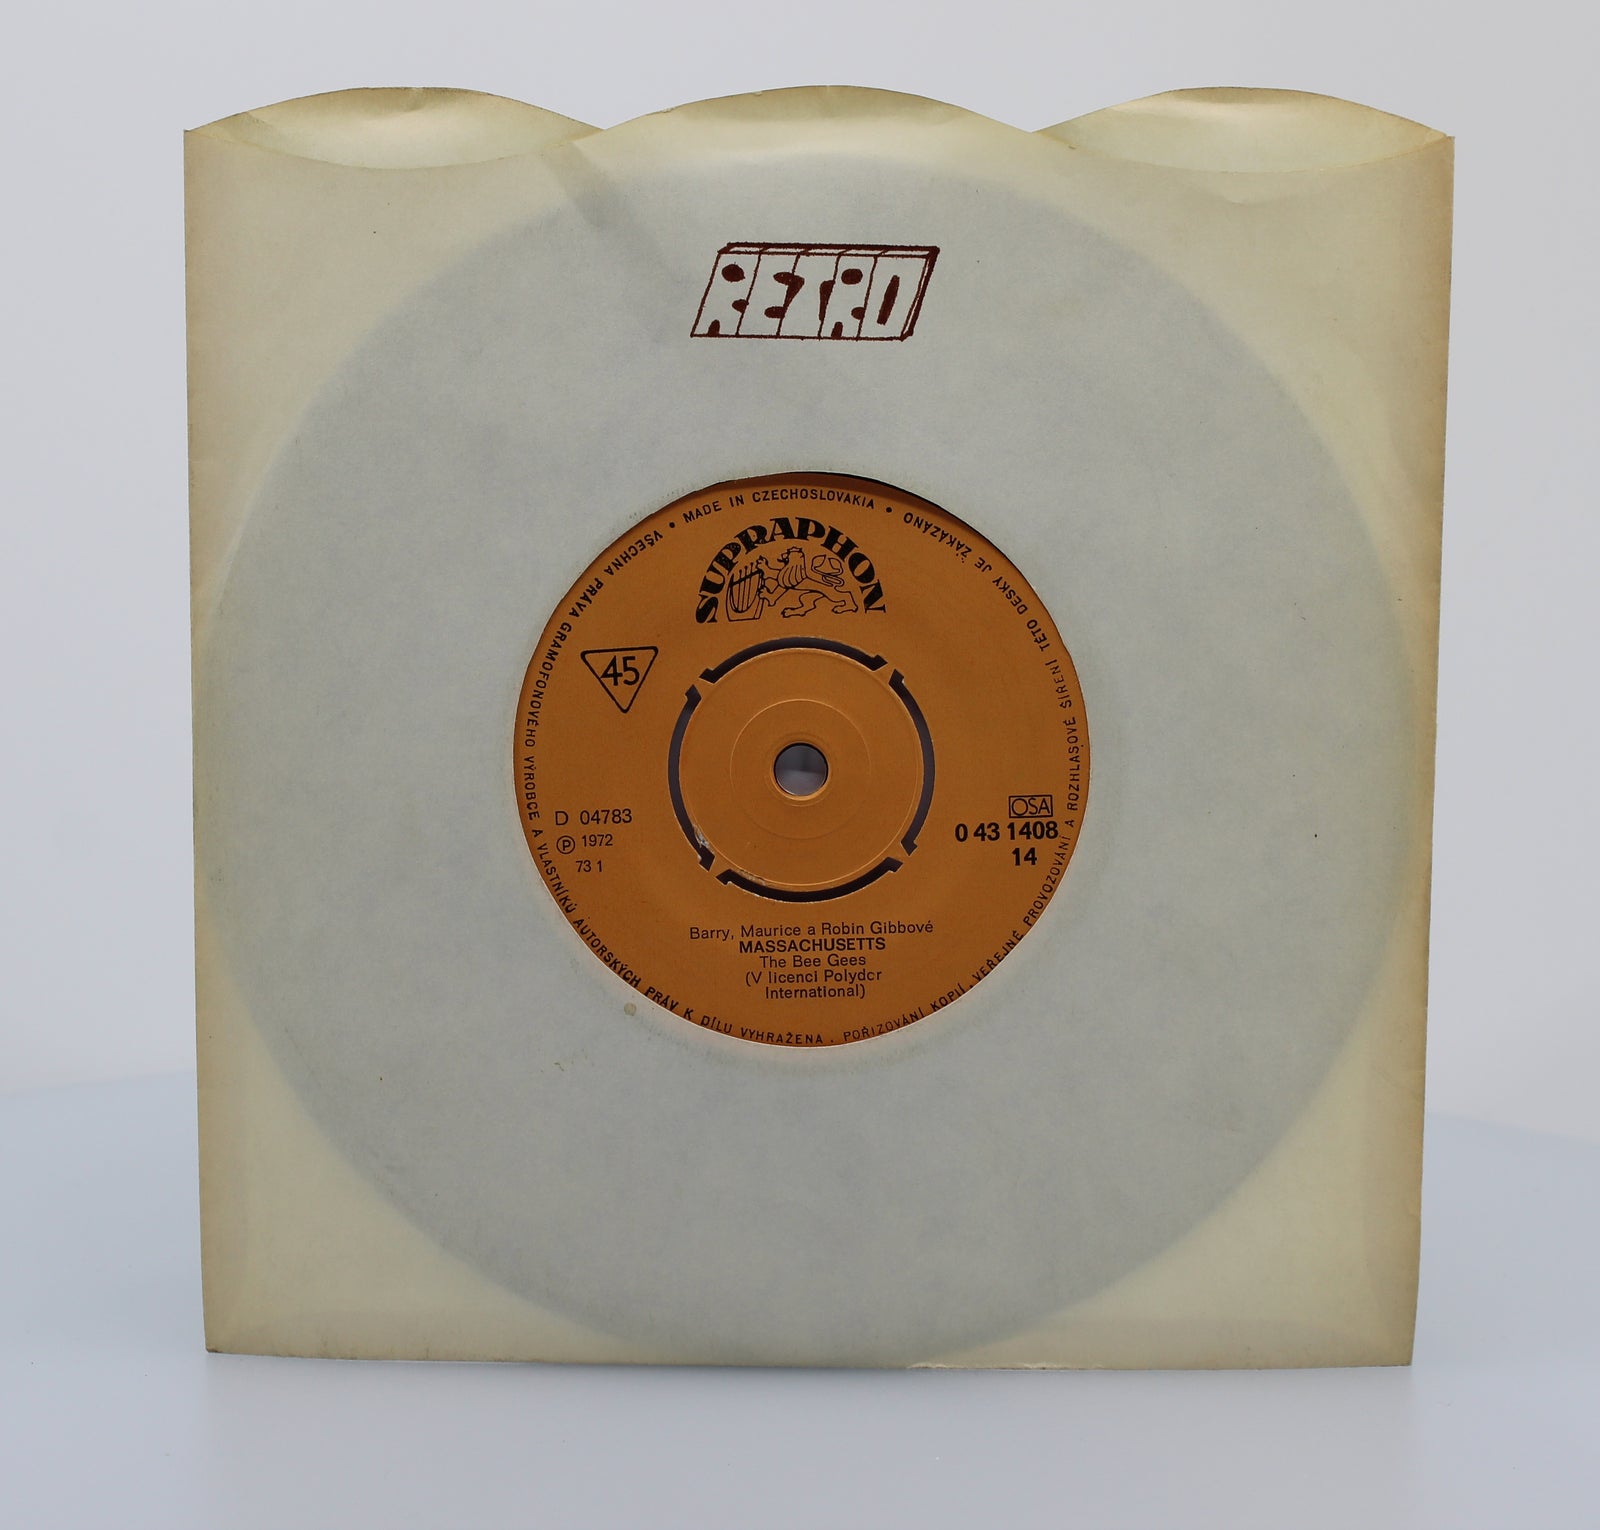 RETRO
VŠECHNA PRÁVA GRAMOFONOVÉHO VÝROBCE A VLASTNÍKŮ AUTORSKÝCH PRÁV K DÍLU VYHRAŽENA . POŘIZOVÁNÍ KOPIÍ, VEŘEJNÉ PROVOZOVÁNÍ A ROZHLASOVÉ ŠÍŘENÍ TÉTO DESKY JE ZAKÁZÁNO
• MADE IN CZECHOSLOVAKIA •
SUPRAPHON
45
D 04783
Ⓟ 1972
73 1
OSA
0 43 1408
14
Barry, Maurice a Robin Gibbové
MASSACHUSETTS
The Bee Gees
(V licenci Polydor
International)